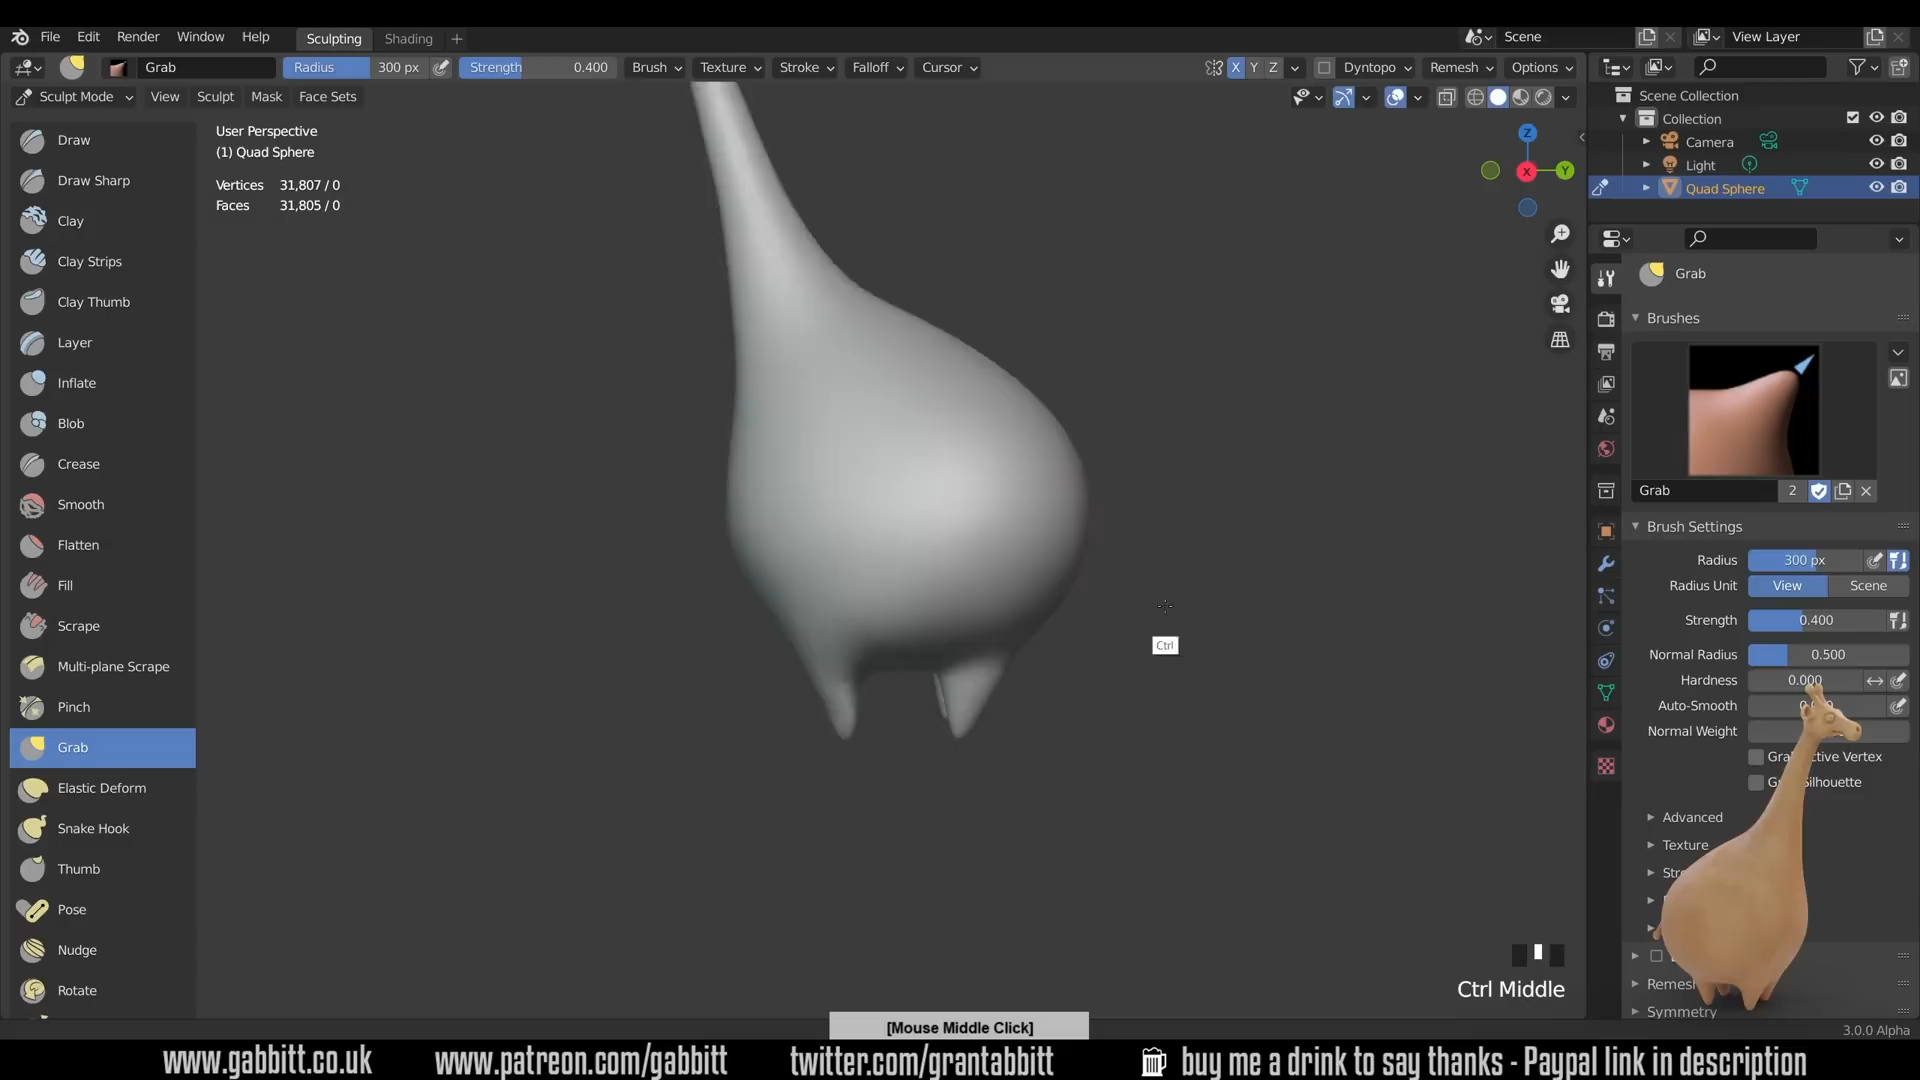 File Edit Render Window Help Sculpting Shading + Scene View Layer
Grab Radius 300 px Strength 0.400 Brush Texture Stroke Falloff Cursor X Y Z Dyntopo Remesh Options
Sculpt Mode View Sculpt Mask Face Sets
User Perspective
(1) Quad Sphere
Vertices 31,807 / 0
Faces 31,805 / 0
Draw
Draw Sharp
Clay
Clay Strips
Clay Thumb
Layer
Inflate
Blob
Crease
Smooth
Flatten
Fill
Scrape
Multi-plane Scrape
Pinch
Grab
Elastic Deform
Snake Hook
Thumb
Pose
Nudge
Rotate
Z
X Y
Ctrl
Ctrl Middle
[Mouse Middle Click]
Scene Collection
Collection
Camera
Light
Quad Sphere
Grab
Brushes
Grab 2
Brush Settings
Radius 300 px
Radius Unit View Scene
Strength 0.400
Normal Radius 0.500
Hardness 0.000
Auto-Smooth
Normal Weight
Vertex
Silhouette
Advanced
Texture
Symmetry
3.0.0 Alpha
www.gabbitt.co.uk www.patreon.com/gabbitt twitter.com/grantabbitt buy me a drink to say thanks - Paypal link in description